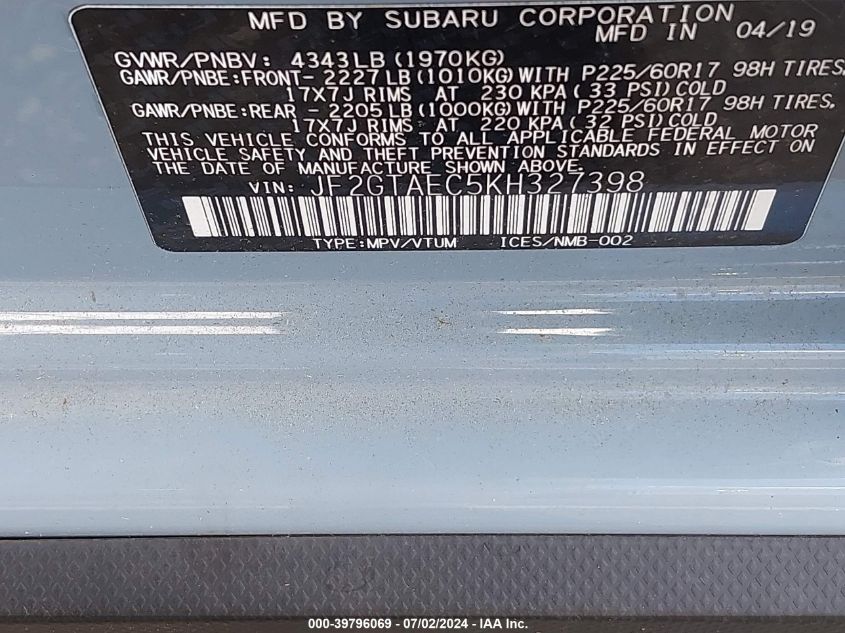 MFD BY SUBARU CORPORATION
MFD IN 04/19
GVWR/PNBV: 4343LB (1970KG)
GAWR/PNBE:FRONT-2227LB(1010KG)WITH P225/60R17 98H TIRES.
17X7J RIMS AT 230 KPA(33 PSI)COLD
GAWR/PNBE:REAR -2205LB(1000KG)WITH P225/60R17 98H TIRES.
17X7J RIMS AT 220 KPA(32 PSI)COLD
THIS VEHICLE CONFORMS TO ALL APPLICABLE FEDERAL MOTOR
VEHICLE SAFETY AND THEFT PREVENTION STANDARDS IN EFFECT ON
THE DATE OF MANUFACTURE SHOWN ABOVE.
VIN: JF2GTAEC5KH327398
TYPE:MPV/VTUM ICES/NMB-002
000-39796069 - 07/02/2024 - IAA Inc.